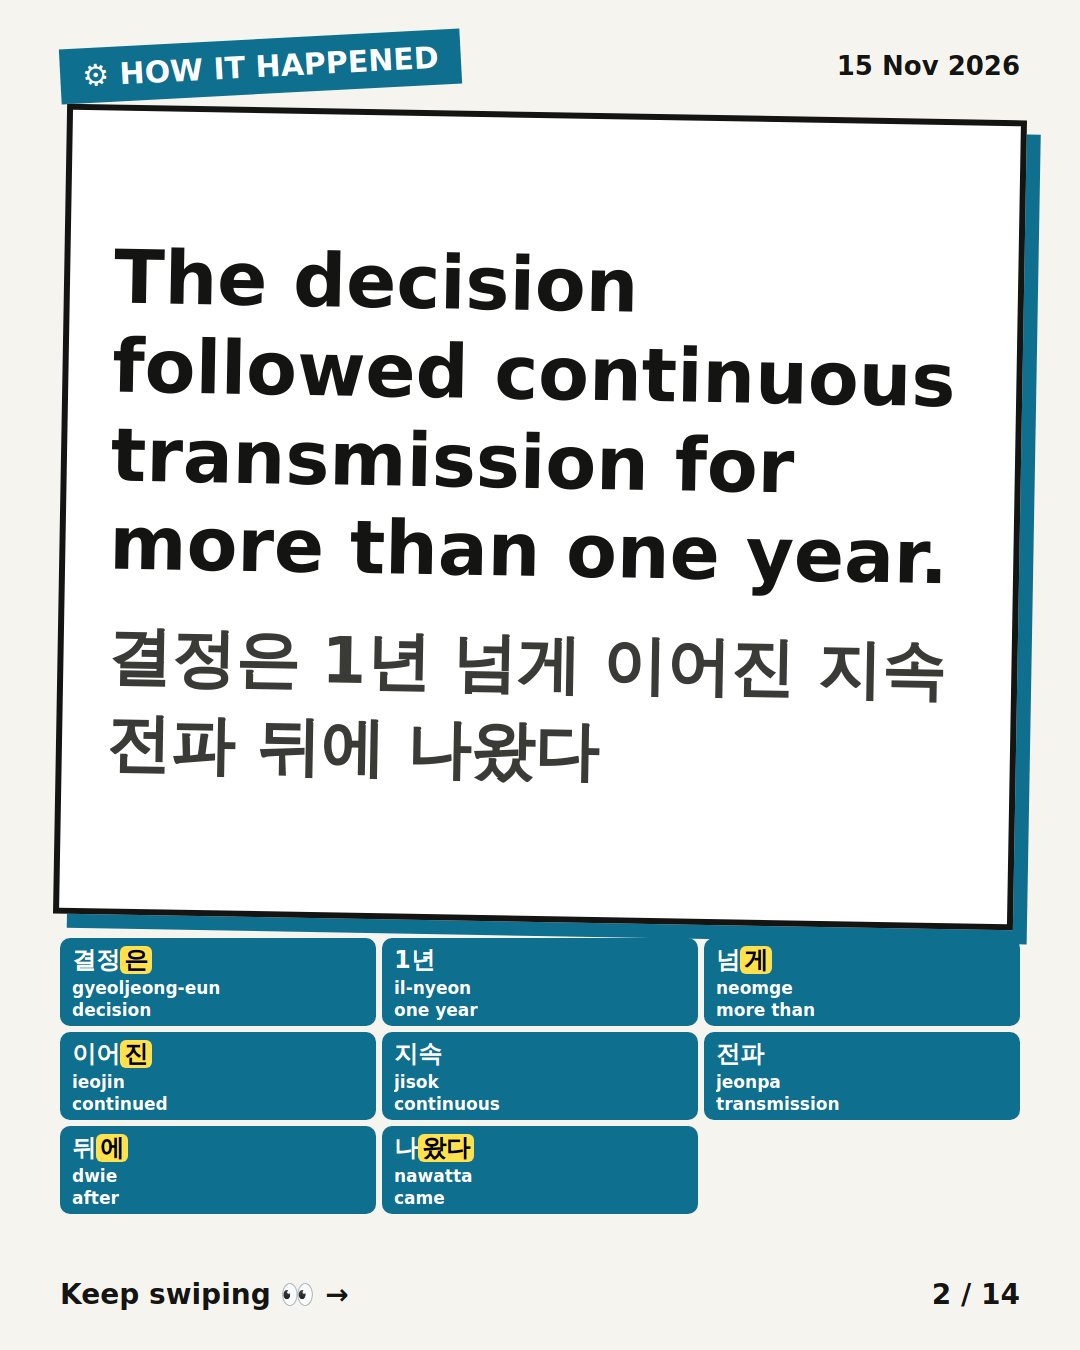 ⚙ HOW IT HAPPENED
15 Nov 2026
The decision
followed continuous
transmission for
more than one year.
결정은 1년 넘게 이어진 지속
전파 뒤에 나왔다
결정은
gyeoljeong-eun
decision
1년
il-nyeon
one year
넘게
neomge
more than
이어진
ieojin
continued
지속
jisok
continuous
전파
jeonpa
transmission
뒤에
dwie
after
나왔다
nawatta
came
Keep swiping 👀 →
2 / 14